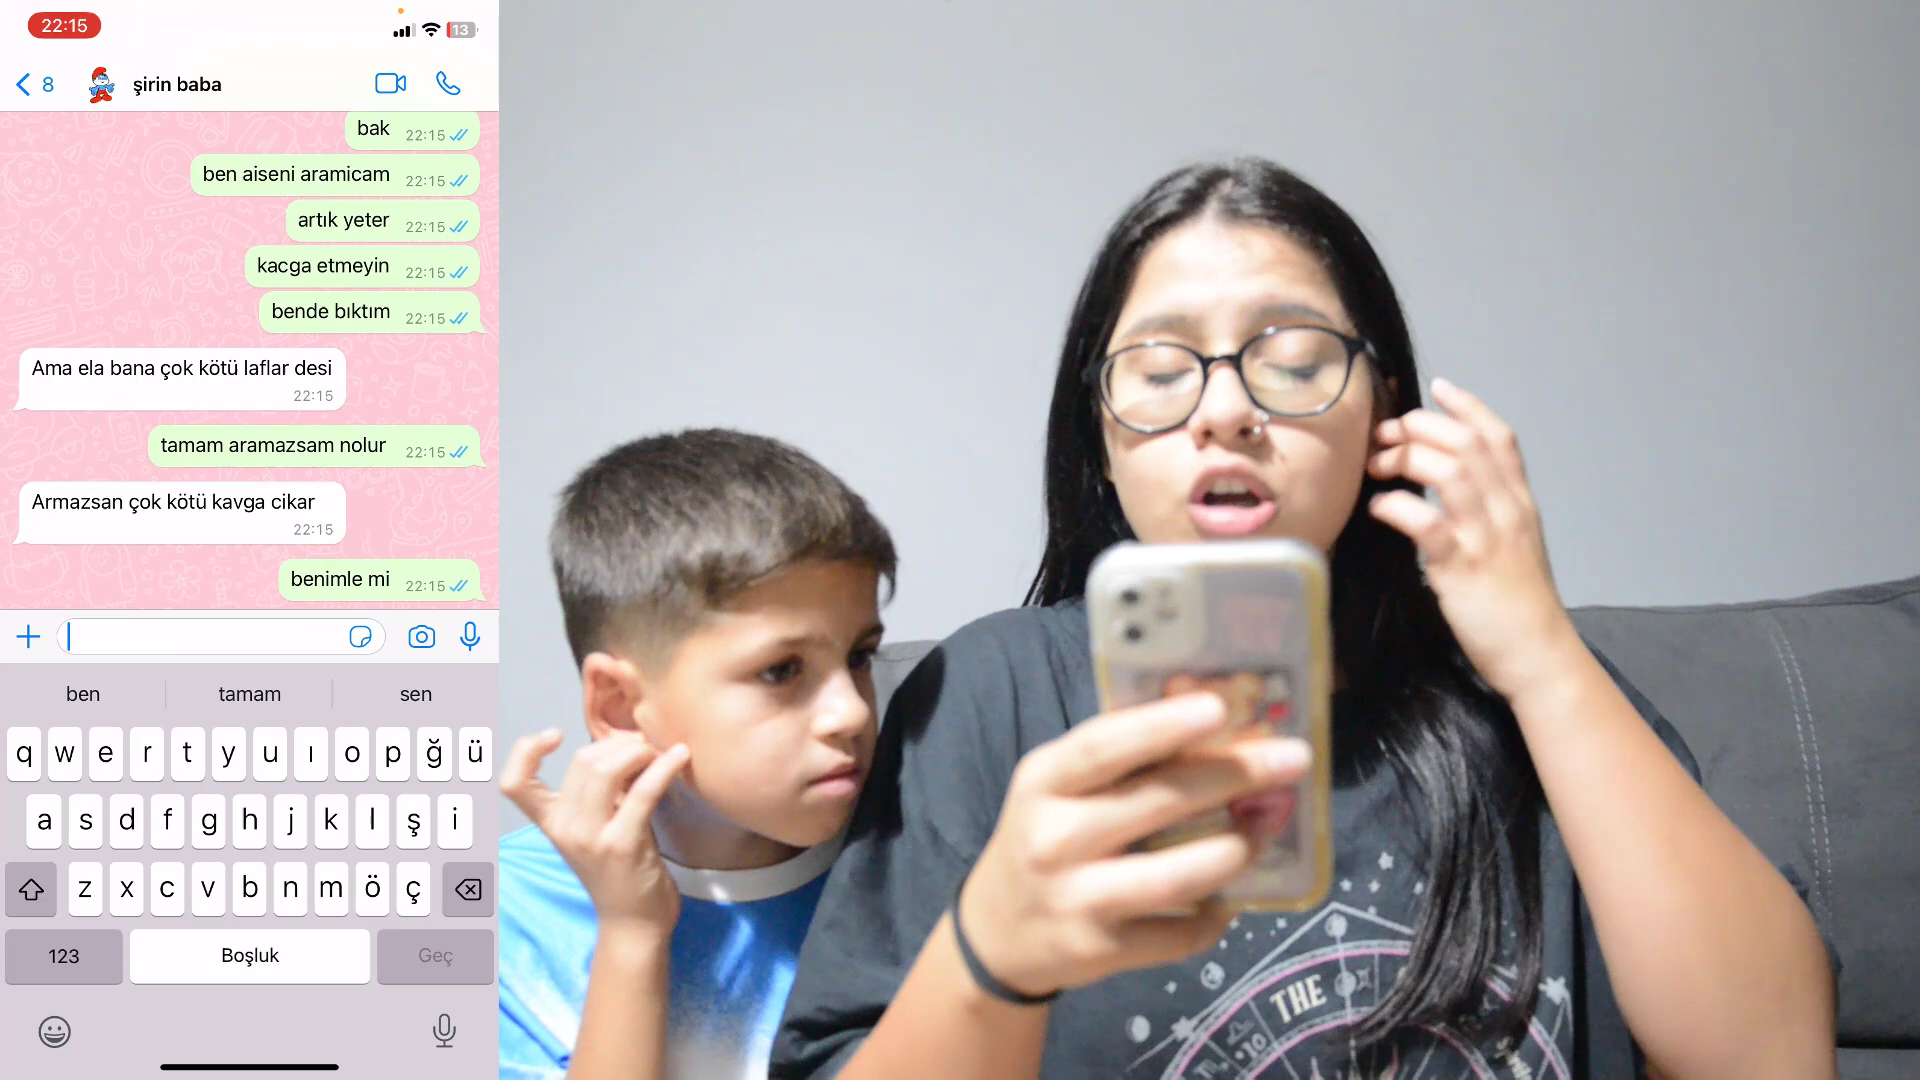 22:15
13
8
şirin baba
bak 22:15
ben aiseni aramicam 22:15
artık yeter 22:15
kacga etmeyin 22:15
bende bıktım 22:15
Ama ela bana çok kötü laflar desi
22:15
tamam aramazsam nolur 22:15
Armazsan çok kötü kavga cikar
22:15
benimle mi 22:15
ben tamam sen
q w e r t y u ı o p ğ ü
a s d f g h j k l ş i
z x c v b n m ö ç
123 Boşluk Geç
THE